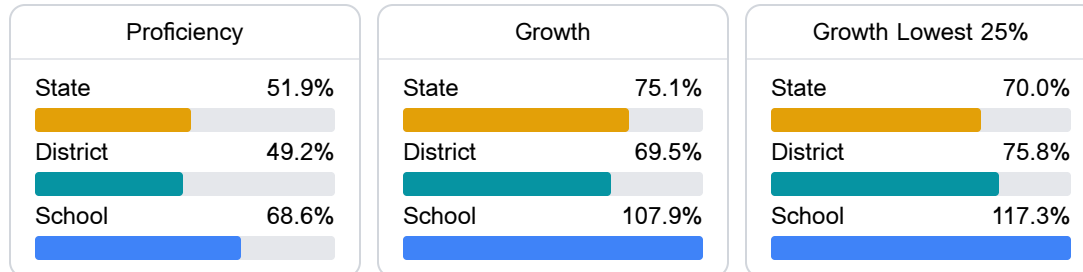 Proficiency
State 51.9%
District 49.2%
School 68.6%
Growth
State 75.1%
District 69.5%
School 107.9%
Growth Lowest 25%
State 70.0%
District 75.8%
School 117.3%